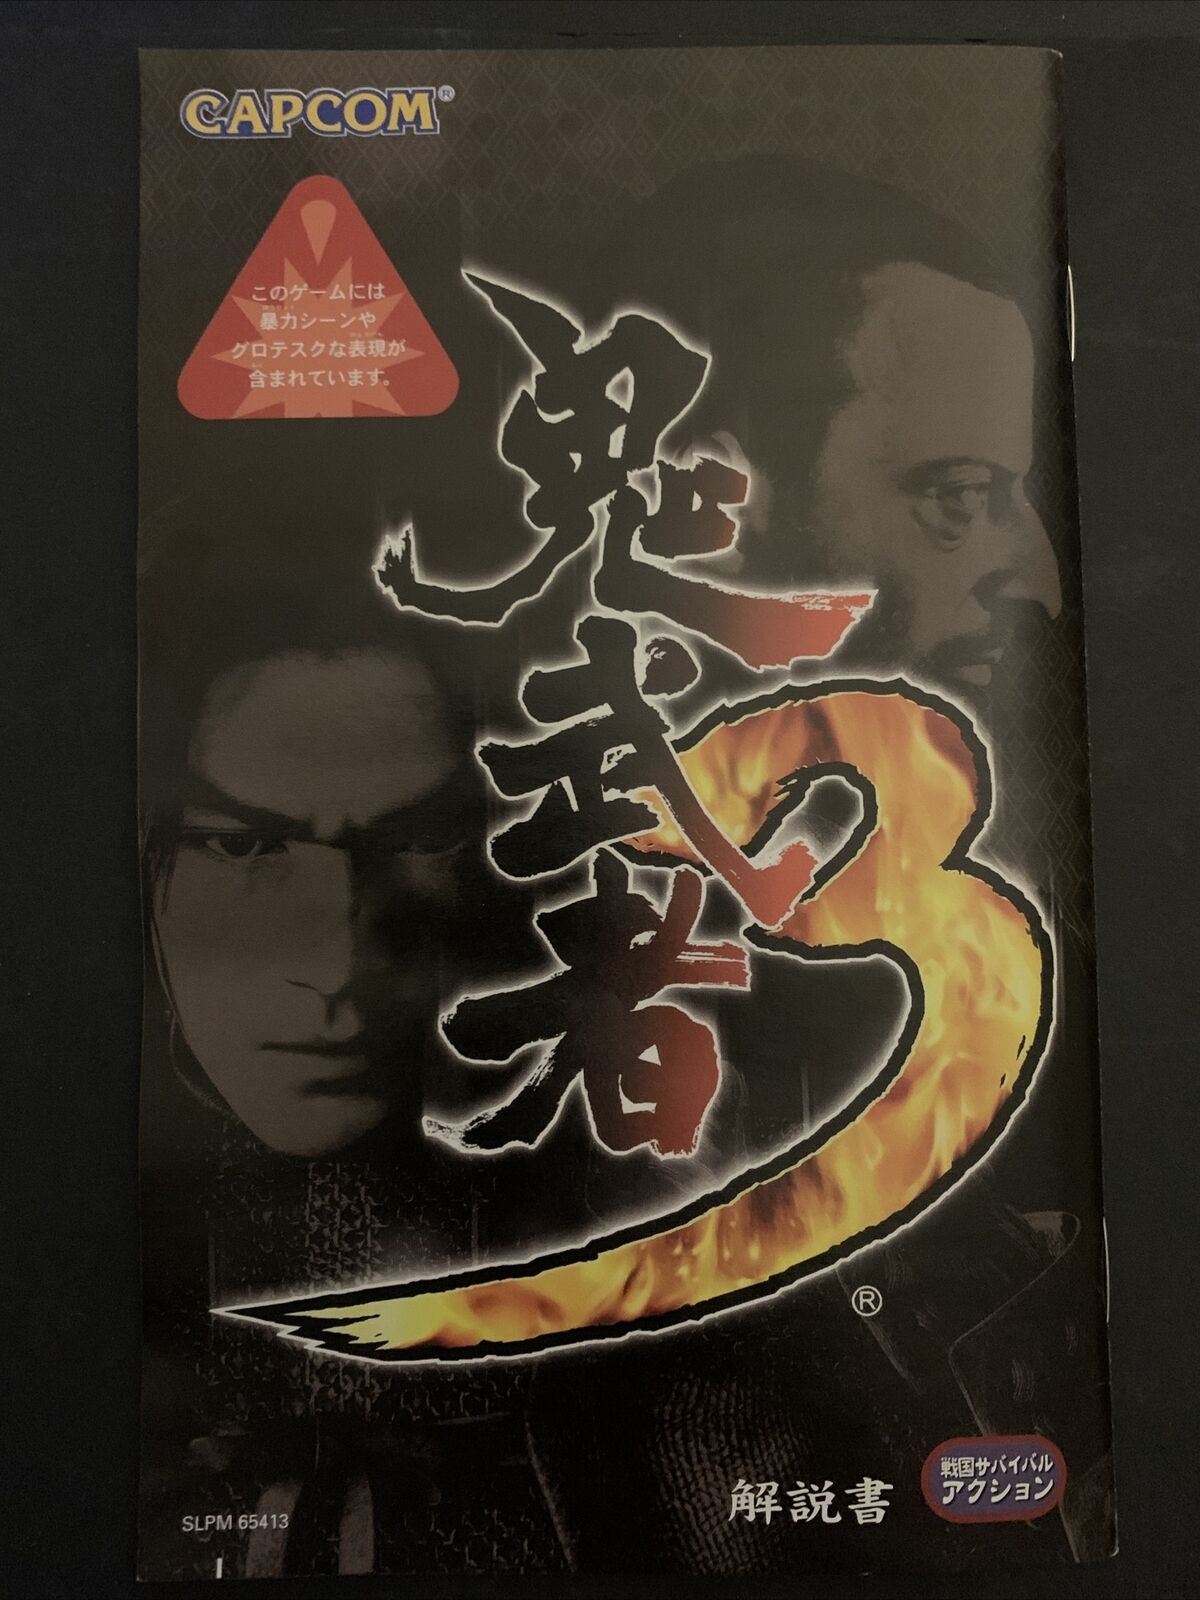 CAPCOM®
このゲームには
暴力シーンや
グロテスクな表現が
含まれています。
鬼武者
3
®
解説書
戦国サバイバル
アクション
SLPM 65413